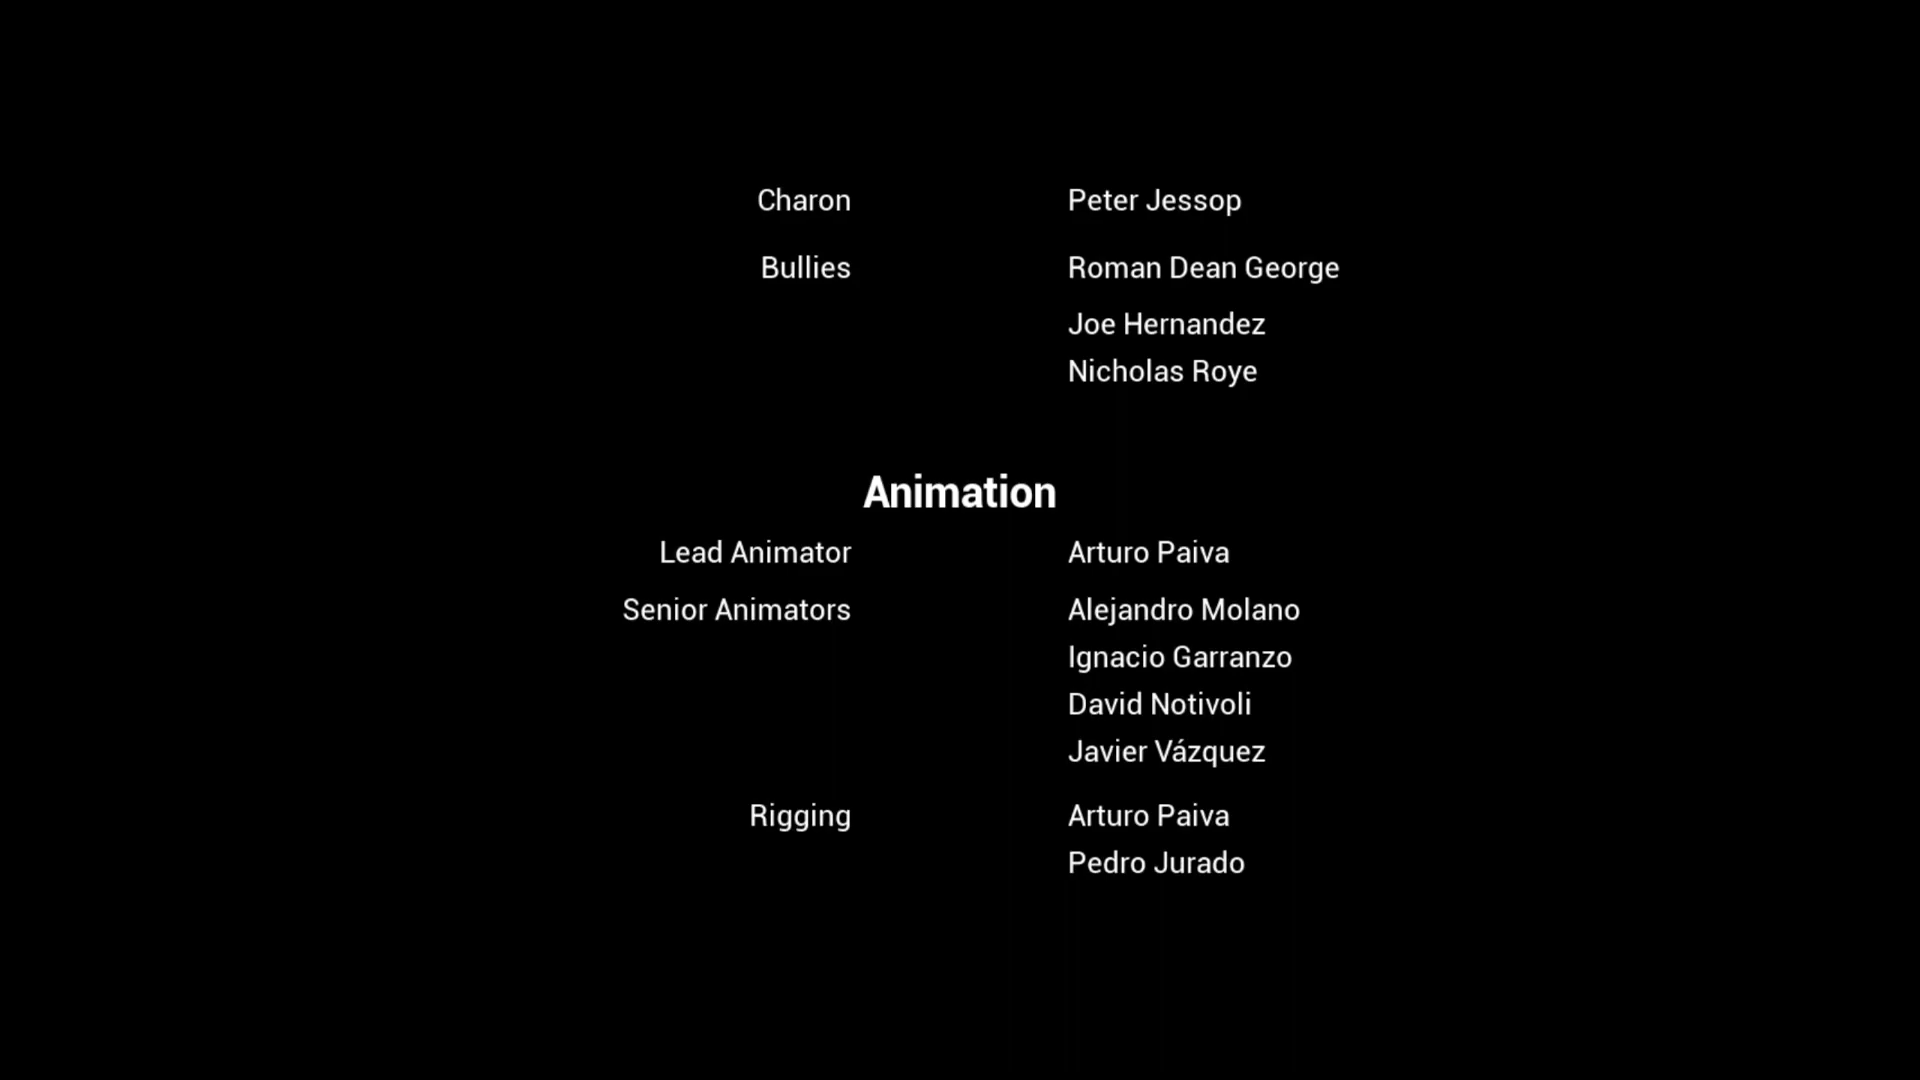 Charon Peter Jessop
Bullies Roman Dean George
Joe Hernandez
Nicholas Roye
Animation
Lead Animator Arturo Paiva
Senior Animators Alejandro Molano
Ignacio Garranzo
David Notivoli
Javier Vázquez
Rigging Arturo Paiva
Pedro Jurado